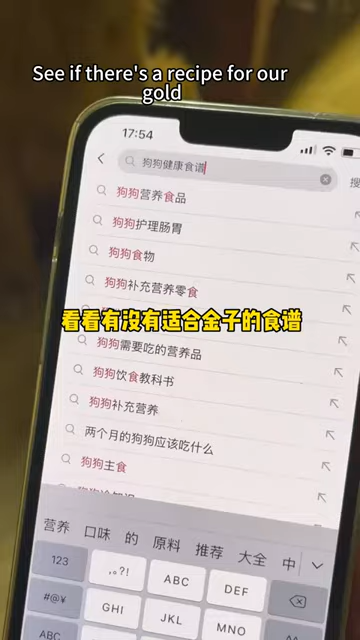 See if there's a recipe for our
gold
17:54
狗狗健康食谱
搜
狗狗营养食品
狗狗护理肠胃
狗狗食物
狗狗补充营养零食
看看有没有适合金子的食谱
狗狗需要吃的营养品
狗狗饮食教科书
狗狗补充营养
两个月的狗狗应该吃什么
狗狗主食
营养 口味 的 原料 推荐 大全 中
123
,。?!
ABC
DEF
#@¥
GHI
JKL
MNO